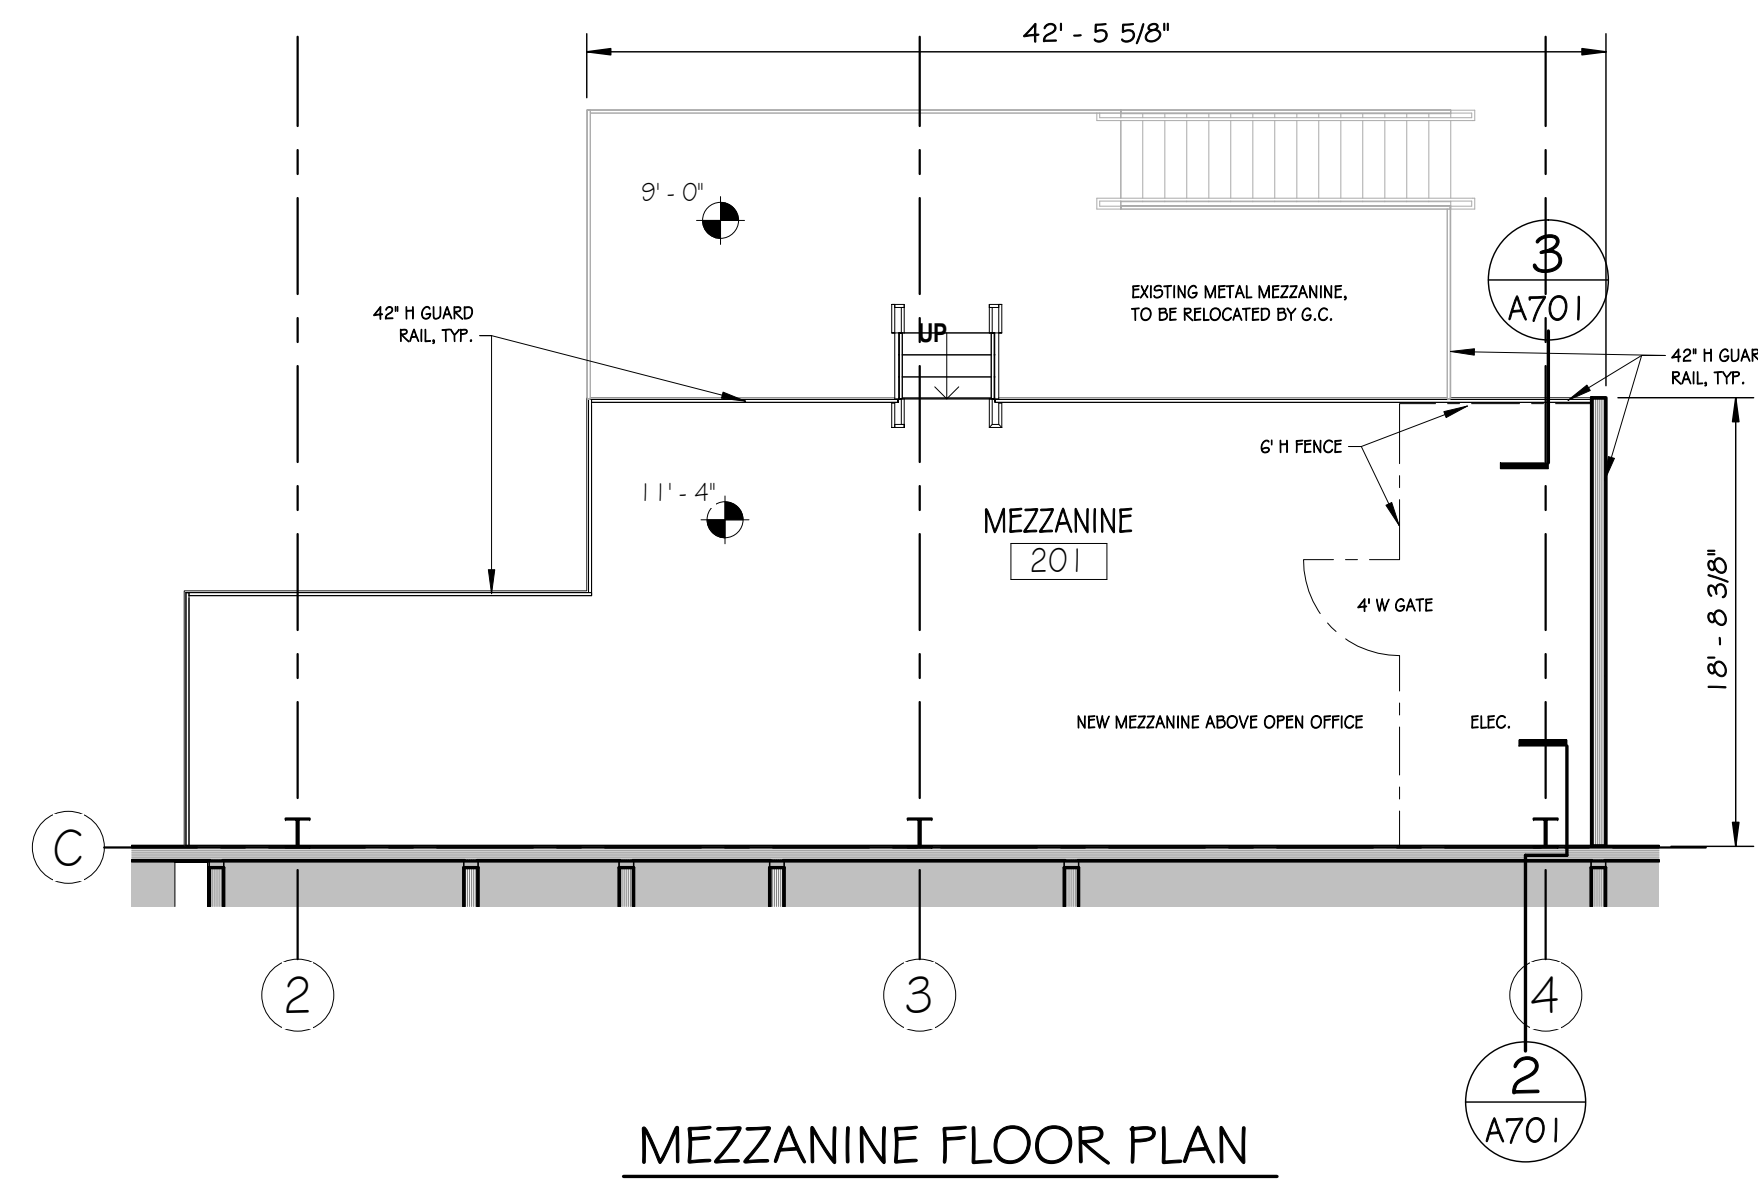 42' - 5 5/8"
9' - 0"
3
A701
EXISTING METAL MEZZANINE,
TO BE RELOCATED BY G.C.
42" H GUARD
RAIL, TYP.
UP
42" H GUAR
RAIL, TYP.
6' H FENCE
11' - 4"
MEZZANINE
201
4' W GATE
18' - 8 3/8"
NEW MEZZANINE ABOVE OPEN OFFICE
ELEC.
C
2
3
4
2
A701
MEZZANINE FLOOR PLAN